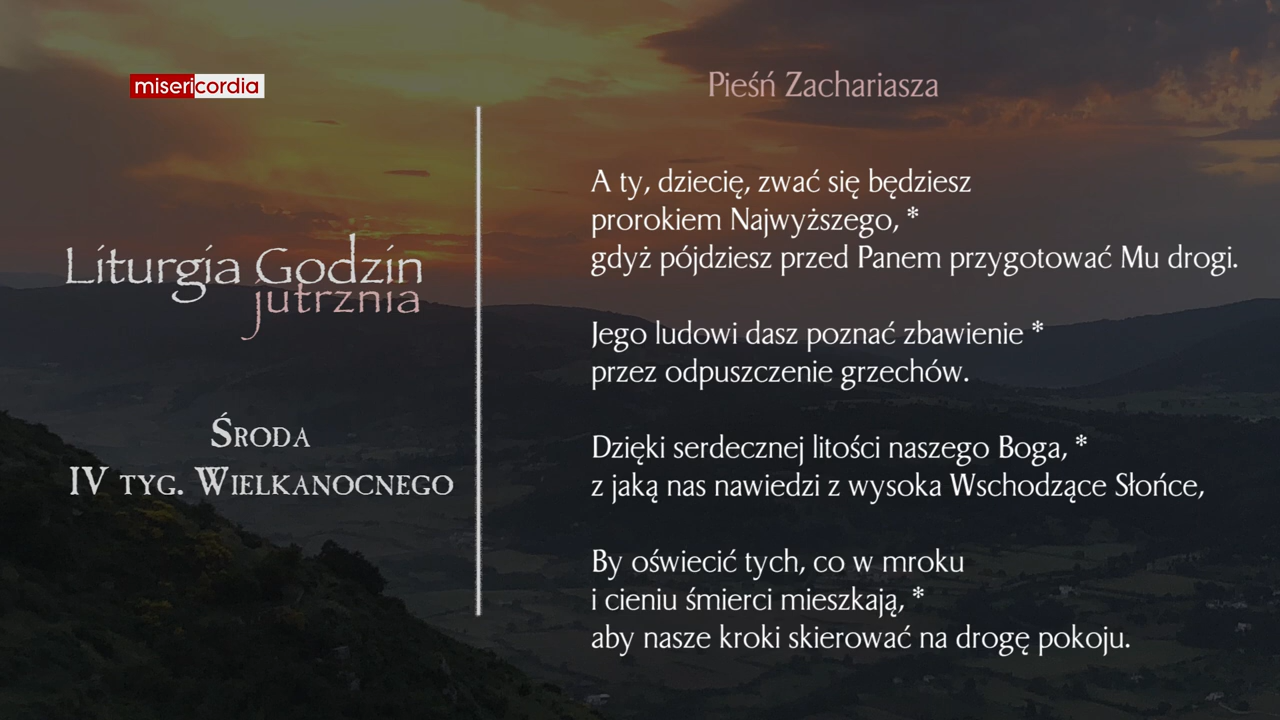 misericordia
Liturgia Godzin
jutrznia
Środa
IV tyg. Wielkanocnego
Pieśń Zachariasza
A ty, dziecię, zwać się będziesz
prorokiem Najwyższego, *
gdyż pójdziesz przed Panem przygotować Mu drogi.
Jego ludowi dasz poznać zbawienie *
przez odpuszczenie grzechów.
Dzięki serdecznej litości naszego Boga, *
z jaką nas nawiedzi z wysoka Wschodzące Słońce,
By oświecić tych, co w mroku
i cieniu śmierci mieszkają, *
aby nasze kroki skierować na drogę pokoju.